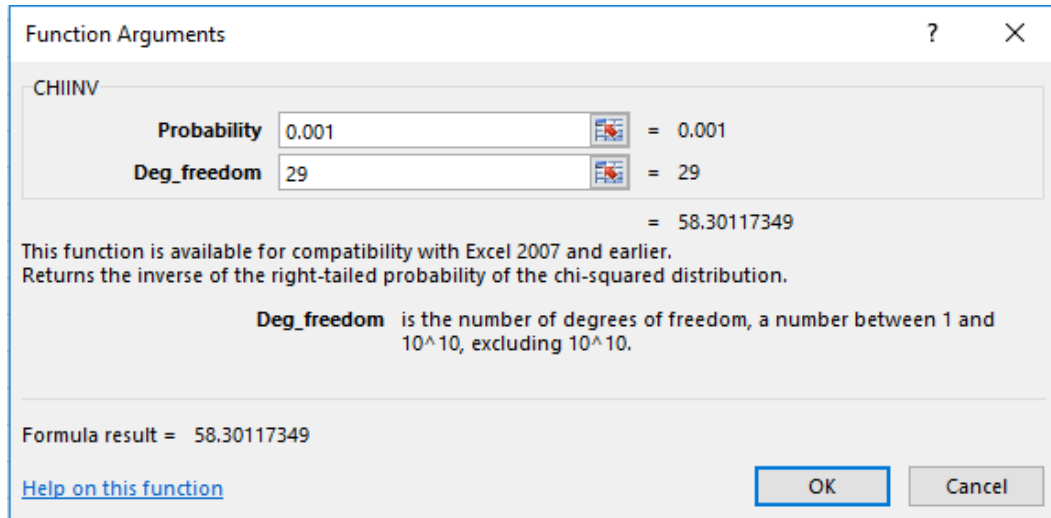 Function Arguments ? ×
CHIINV
Probability 0.001 = 0.001
Deg_freedom 29 = 29
= 58.30117349
This function is available for compatibility with Excel 2007 and earlier.
Returns the inverse of the right-tailed probability of the chi-squared distribution.
Deg_freedom is the number of degrees of freedom, a number between 1 and
10^10, excluding 10^10.
Formula result = 58.30117349
Help on this function OK Cancel